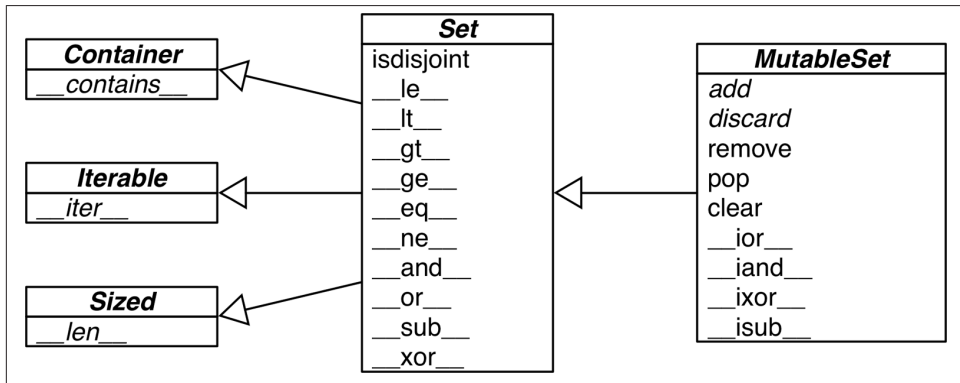 Container
__contains__
Iterable
__iter__
Sized
__len__
Set
isdisjoint
__le__
__lt__
__gt__
__ge__
__eq__
__ne__
__and__
__or__
__sub__
__xor__
MutableSet
add
discard
remove
pop
clear
__ior__
__iand__
__ixor__
__isub__